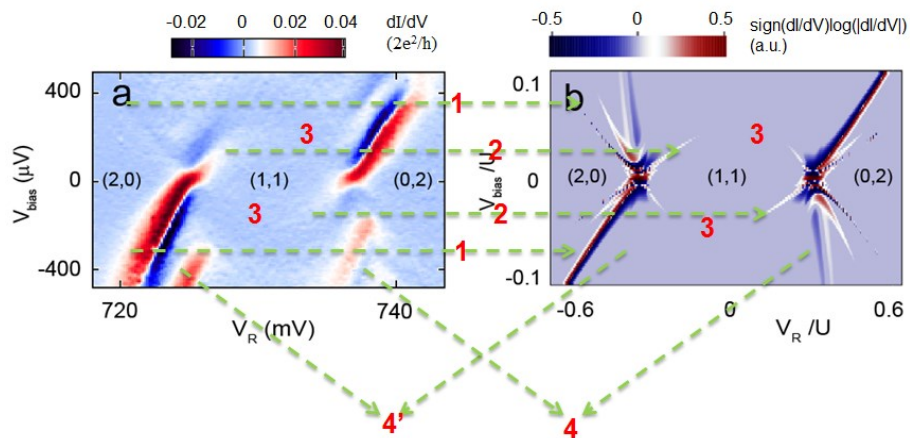 -0.02 0.00 0.02 0.04 dI/dV
(2e²/h)
-0.5 0 0.5 sign(dI/dV)log(|dI/dV|)
(a.u.)
a
400
0
-400
V_bias (µV)
(2,0) (1,1) (0,2)
3
3
720 740
V_R (mV)
1
2
2
1
b
0.1
0
-0.1
V_bias/U
(2,0) (1,1) (0,2)
3
3
-0.6 0 0.6
V_R /U
4' 4